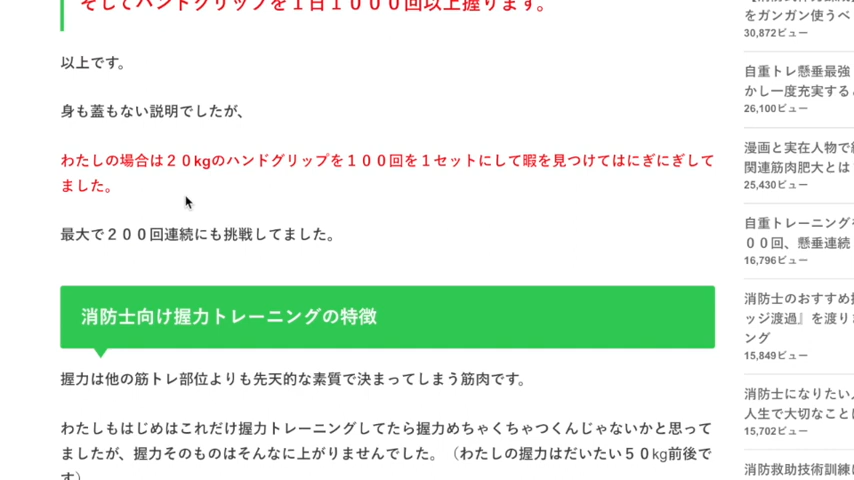 そしてハンドグリップを１日１０００回以上握ります。
以上です。
身も蓋もない説明でしたが、
わたしの場合は２０kgのハンドグリップを１００回を１セットにして暇を見つけてはにぎにぎして
ました。
最大で２００回連続にも挑戦してました。
消防士向け握力トレーニングの特徴
握力は他の筋トレ部位よりも先天的な素質で決まってしまう筋肉です。
わたしもはじめはこれだけ握力トレーニングしてたら握力めちゃくちゃつくんじゃないかと思って
ましたが、握力そのものはそんなに上がりませんでした。（わたしの握力はだいたい５０kg前後で
す）
をガンガン使うべ
30,872ビュー
自重トレ懸垂最強
かし一度充実する
26,100ビュー
漫画と実在人物で
関連筋肉肥大とは
25,430ビュー
自重トレーニング
００回、懸垂連続
16,796ビュー
消防士のおすすめ
ッジ渡過』を渡り
ング
15,849ビュー
消防士になりたい
人生で大切なこと
15,702ビュー
消防救助技術訓練